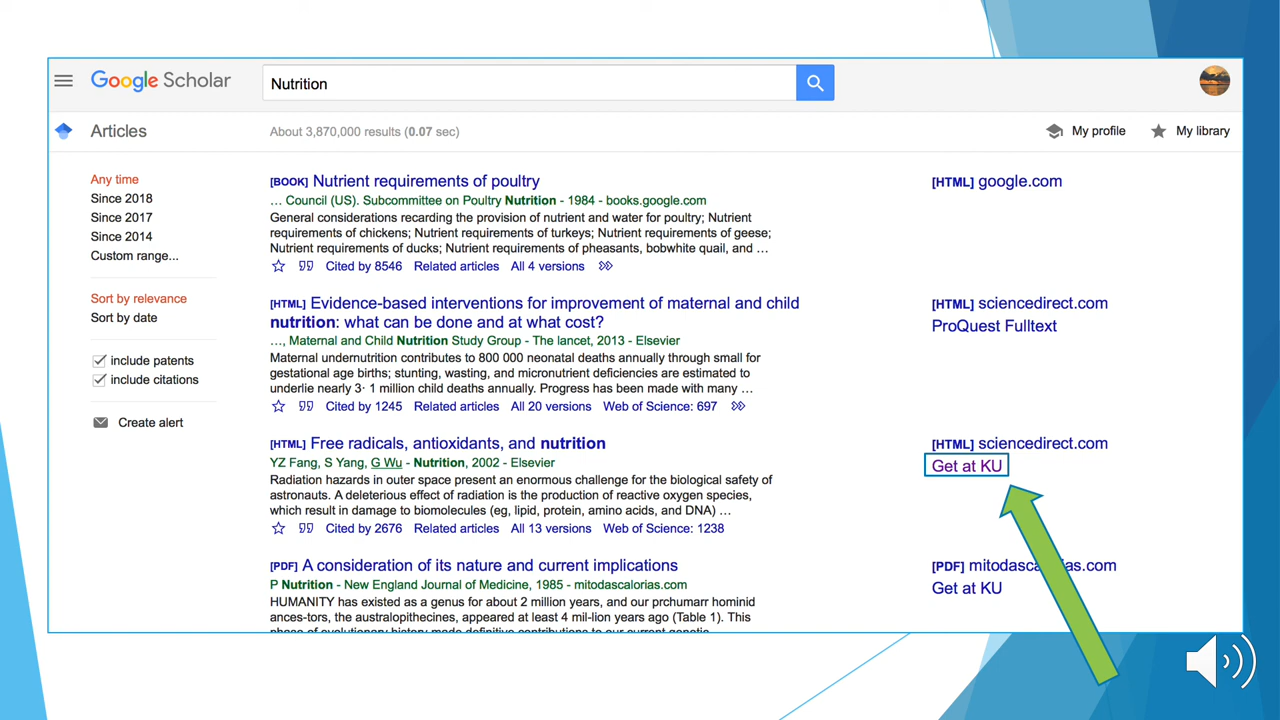 Google Scholar
Nutrition
Articles
About 3,870,000 results (0.07 sec)
My profile
My library
Any time
Since 2018
Since 2017
Since 2014
Custom range...
Sort by relevance
Sort by date
include patents
include citations
Create alert
[BOOK] Nutrient requirements of poultry
… Council (US). Subcommittee on Poultry Nutrition - 1984 - books.google.com
General considerations recarding the provision of nutrient and water for poultry; Nutrient
requirements of chickens; Nutrient requirements of turkeys; Nutrient requirements of geese;
Nutrient requirements of ducks; Nutrient requirements of pheasants, bobwhite quail, and …
Cited by 8546 Related articles All 4 versions
[HTML] google.com
[HTML] Evidence-based interventions for improvement of maternal and child
nutrition: what can be done and at what cost?
…, Maternal and Child Nutrition Study Group - The lancet, 2013 - Elsevier
Maternal undernutrition contributes to 800 000 neonatal deaths annually through small for
gestational age births; stunting, wasting, and micronutrient deficiencies are estimated to
underlie nearly 3· 1 million child deaths annually. Progress has been made with many …
Cited by 1245 Related articles All 20 versions Web of Science: 697
[HTML] sciencedirect.com
ProQuest Fulltext
[HTML] Free radicals, antioxidants, and nutrition
YZ Fang, S Yang, G Wu - Nutrition, 2002 - Elsevier
Radiation hazards in outer space present an enormous challenge for the biological safety of
astronauts. A deleterious effect of radiation is the production of reactive oxygen species,
which result in damage to biomolecules (eg, lipid, protein, amino acids, and DNA) …
Cited by 2676 Related articles All 13 versions Web of Science: 1238
[HTML] sciencedirect.com
Get at KU
[PDF] A consideration of its nature and current implications
P Nutrition - New England Journal of Medicine, 1985 - mitodascalorias.com
HUMANITY has existed as a genus for about 2 million years, and our prchumarr hominid
ances-tors, the australopithecines, appeared at least 4 mil-lion years ago (Table 1). This
phase of evolutionary history made definitive contributions to our current genetic
[PDF] mitodascalorias.com
Get at KU